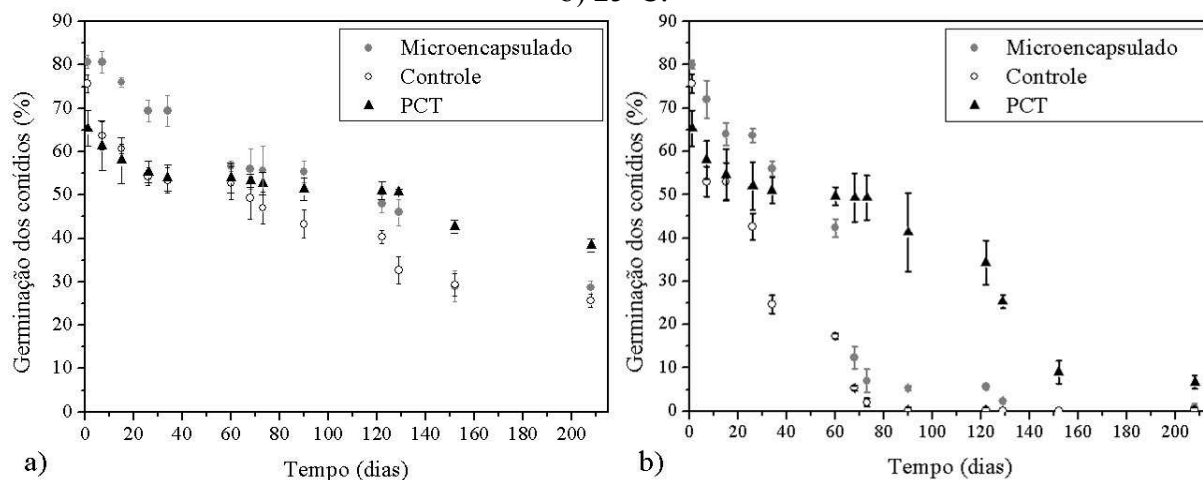 b) 25 °C.
90
80
70
60
50
40
30
20
10
0
Germinação dos conídios (%)
Microencapsulado
Controle
PCT
0 20 40 60 80 100 120 140 160 180 200
Tempo (dias)
a)
90
80
70
60
50
40
30
20
10
0
Germinação dos conídios (%)
Microencapsulado
Controle
PCT
0 20 40 60 80 100 120 140 160 180 200
Tempo (dias)
b)